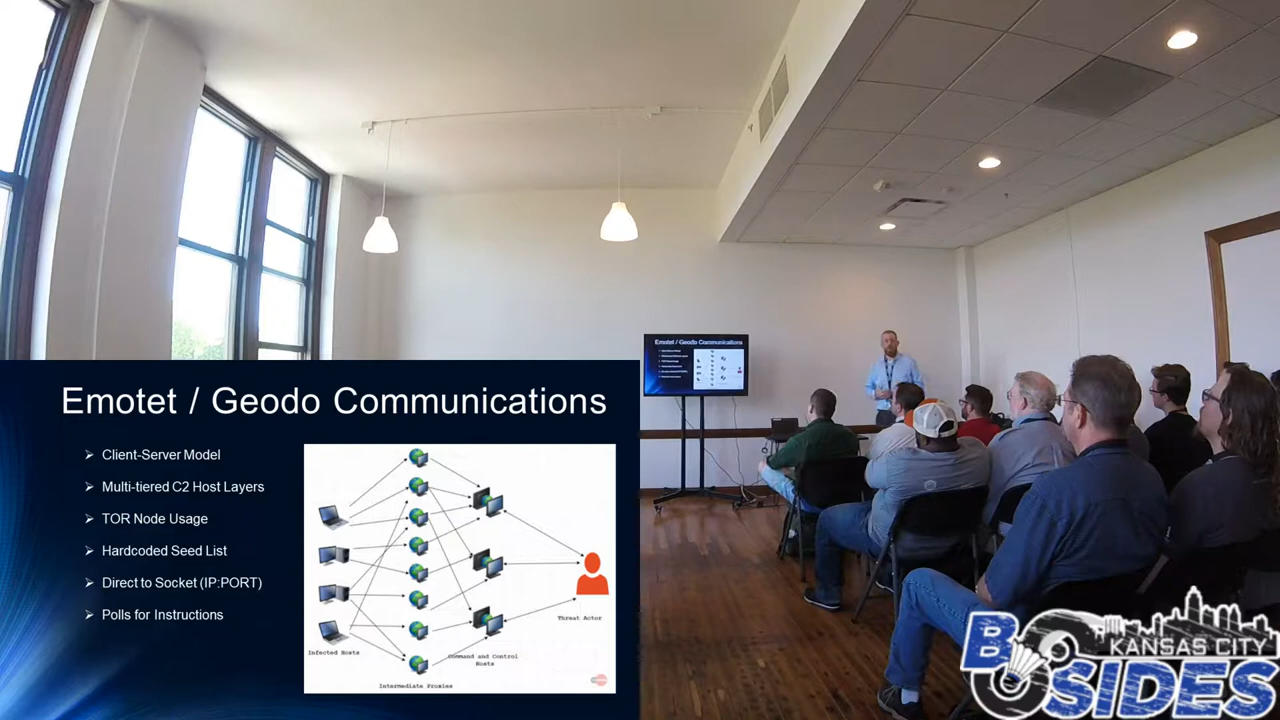 Emotet / Geodo Communications
Emotet / Geodo Communications
Client-Server Model
Multi-tiered C2 Host Layers
TOR Node Usage
Hardcoded Seed List
Direct to Socket (IP:PORT)
Polls for Instructions
Infected Hosts
Intermediate Proxies
Command and Control
Hosts
Threat Actor
BSIDES
KANSAS CITY